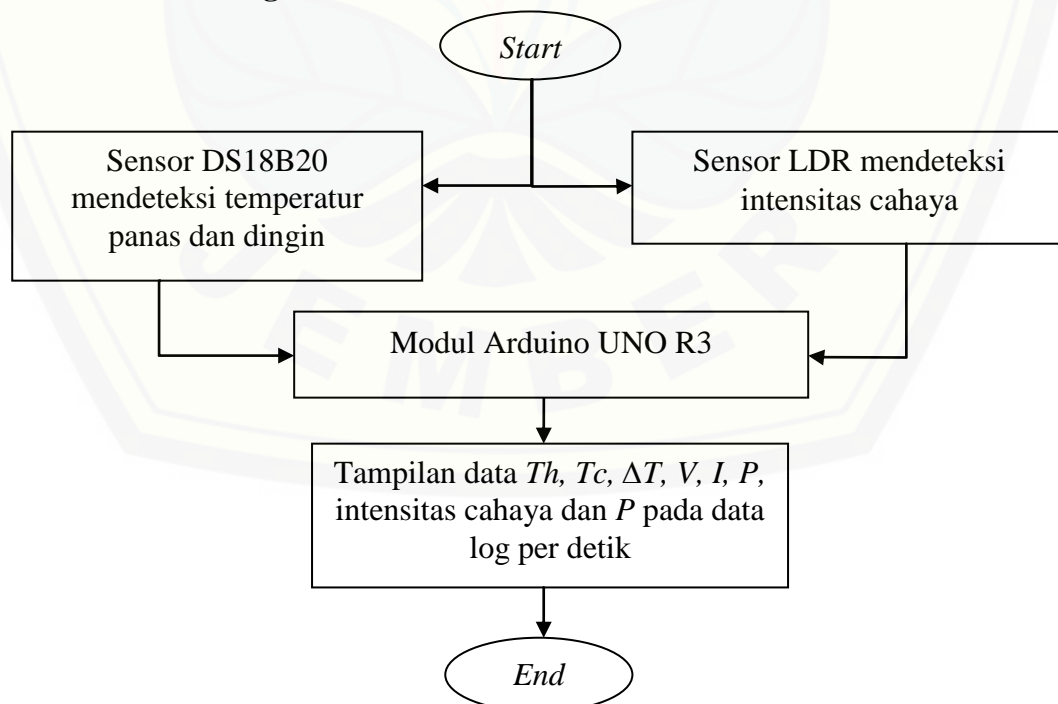 Start
Sensor DS18B20
mendeteksi temperatur
panas dan dingin
Sensor LDR mendeteksi
intensitas cahaya
Modul Arduino UNO R3
Tampilan data Th, Tc, ΔT, V, I, P,
intensitas cahaya dan P pada data
log per detik
End
JEMBER